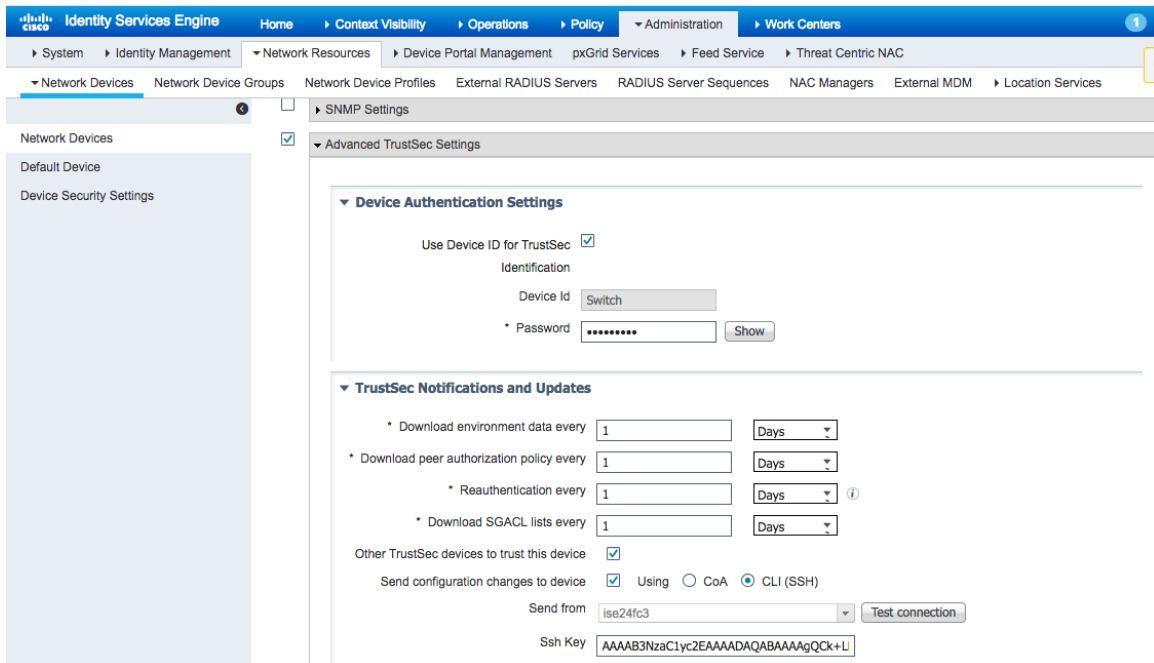 cisco Identity Services Engine Home Context Visibility Operations Policy Administration Work Centers 1
System Identity Management Network Resources Device Portal Management pxGrid Services Feed Service Threat Centric NAC
Network Devices Network Device Groups Network Device Profiles External RADIUS Servers RADIUS Server Sequences NAC Managers External MDM Location Services
SNMP Settings
Network Devices
Default Device
Device Security Settings
Advanced TrustSec Settings
Device Authentication Settings
Use Device ID for TrustSec
Identification
Device Id Switch
* Password ••••••••• Show
TrustSec Notifications and Updates
* Download environment data every 1 Days
* Download peer authorization policy every 1 Days
* Reauthentication every 1 Days i
* Download SGACL lists every 1 Days
Other TrustSec devices to trust this device
Send configuration changes to device Using CoA CLI (SSH)
Send from ise24fc3 Test connection
Ssh Key AAAAB3NzaC1yc2EAAAADAQABAAAAgQCk+L